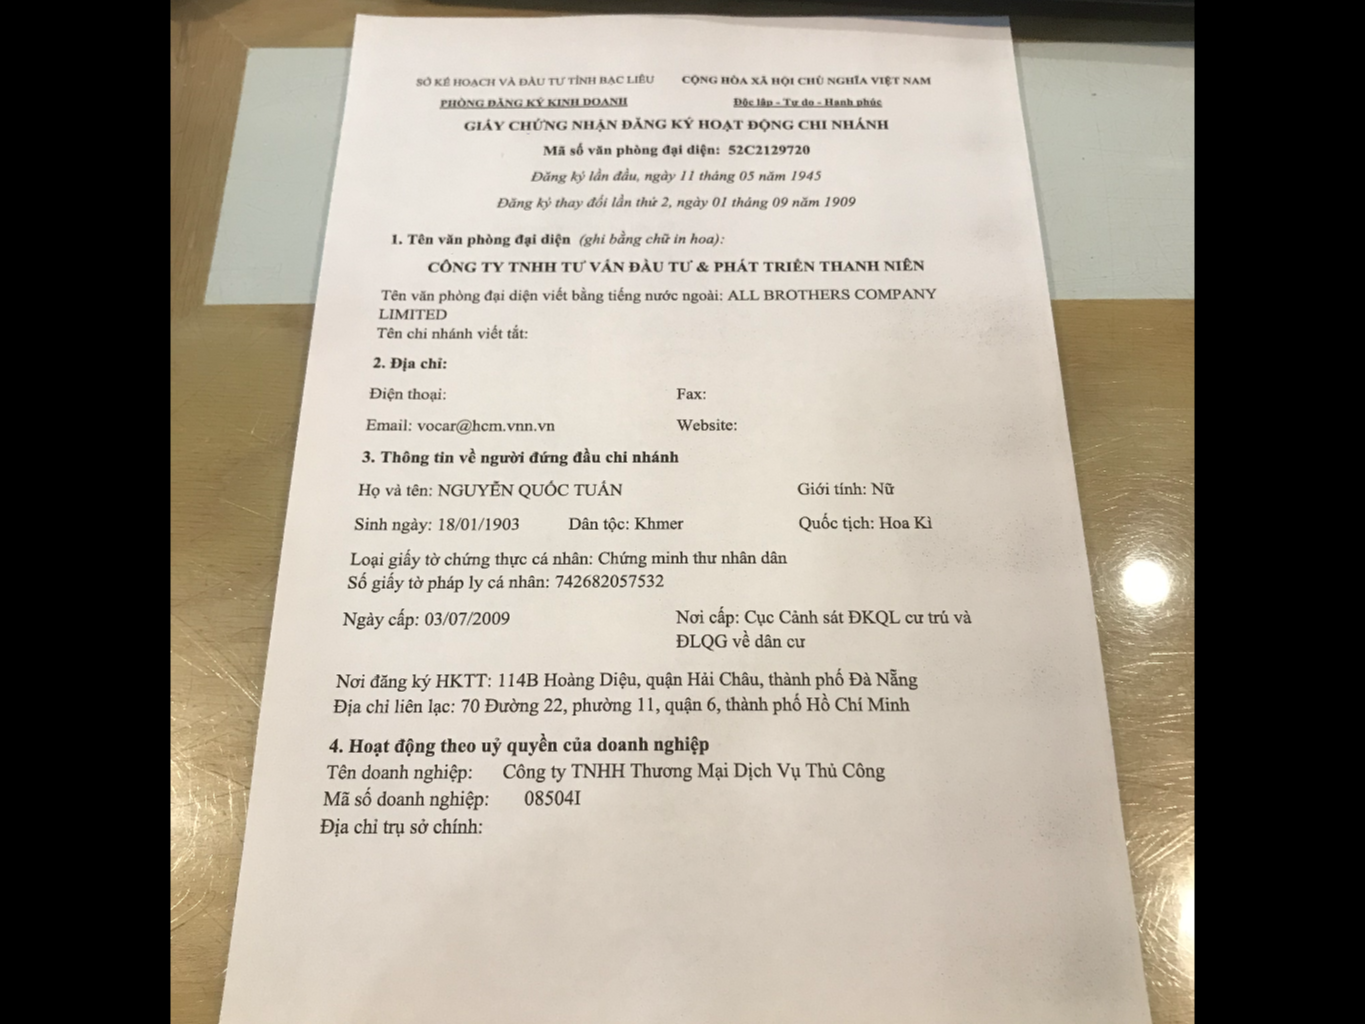 SỞ KẾ HOẠCH VÀ ĐẦU TƯ TỈNH BẠC LIÊU CỘNG HÒA XÃ HỘI CHỦ NGHĨA VIỆT NAM
PHÒNG ĐĂNG KÝ KINH DOANH Độc lập - Tự do - Hạnh phúc
GIẤY CHỨNG NHẬN ĐĂNG KÝ HOẠT ĐỘNG CHI NHÁNH
Mã số văn phòng đại diện: 52C2129720
Đăng ký lần đầu, ngày 11 tháng 05 năm 1945
Đăng ký thay đổi lần thứ 2, ngày 01 tháng 09 năm 1909
1. Tên văn phòng đại diện (ghi bằng chữ in hoa):
CÔNG TY TNHH TƯ VẤN ĐẦU TƯ & PHÁT TRIỂN THANH NIÊN
Tên văn phòng đại diện viết bằng tiếng nước ngoài: ALL BROTHERS COMPANY
LIMITED
Tên chi nhánh viết tắt:
2. Địa chỉ:
Điện thoại: Fax:
Email: vocar@hcm.vnn.vn Website:
3. Thông tin về người đứng đầu chi nhánh
Họ và tên: NGUYỄN QUỐC TUẤN Giới tính: Nữ
Sinh ngày: 18/01/1903 Dân tộc: Khmer Quốc tịch: Hoa Kì
Loại giấy tờ chứng thực cá nhân: Chứng minh thư nhân dân
Số giấy tờ pháp ly cá nhân: 742682057532
Ngày cấp: 03/07/2009 Nơi cấp: Cục Cảnh sát ĐKQL cư trú và
ĐLQG về dân cư
Nơi đăng ký HKTT: 114B Hoàng Diệu, quận Hải Châu, thành phố Đà Nẵng
Địa chỉ liên lạc: 70 Đường 22, phường 11, quận 6, thành phố Hồ Chí Minh
4. Hoạt động theo uỷ quyền của doanh nghiệp
Tên doanh nghiệp: Công ty TNHH Thương Mại Dịch Vụ Thủ Công
Mã số doanh nghiệp: 08504I
Địa chỉ trụ sở chính: